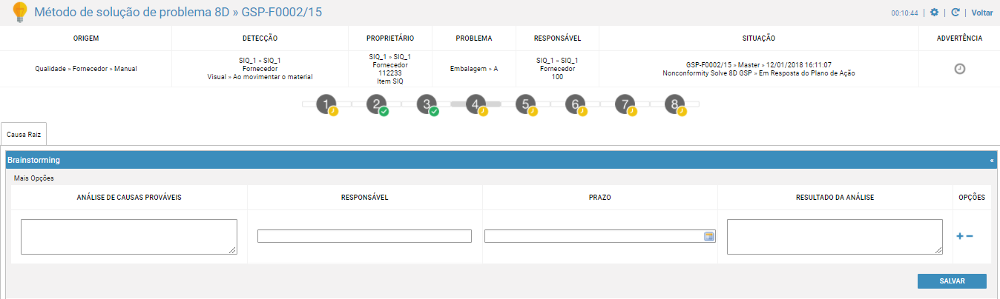 Método de solução de problema 8D » GSP-F0002/15
00:10:44 | | | Voltar
ORIGEM DETECÇÃO PROPRIETÁRIO PROBLEMA RESPONSÁVEL SITUAÇÃO ADVERTÊNCIA
Qualidade » Fornecedor » Manual
SIQ_1 » SIQ_1
Fornecedor
Visual » Ao movimentar o material
SIQ_1 » SIQ_1
Fornecedor
112233
Item SIQ
Embalagem » A
SIQ_1 » SIQ_1
Fornecedor
100
GSP-F0002/15 » Master » 12/01/2018 16:11:07
Nonconformity Solve 8D GSP » Em Resposta do Plano de Ação
1 2 3 4 5 6 7 8
Causa Raiz
Brainstorming «
Mais Opções
ANÁLISE DE CAUSAS PROVÁVEIS RESPONSÁVEL PRAZO RESULTADO DA ANÁLISE OPÇÕES
SALVAR